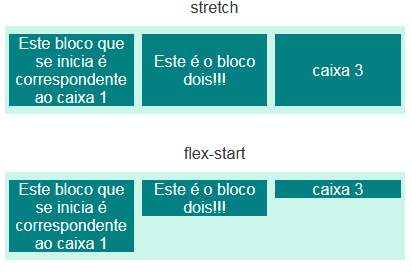 stretch
Este bloco que
se inicia é
correspondente
ao caixa 1
Este é o bloco
dois!!!
caixa 3
flex-start
Este bloco que
se inicia é
correspondente
ao caixa 1
Este é o bloco
dois!!!
caixa 3